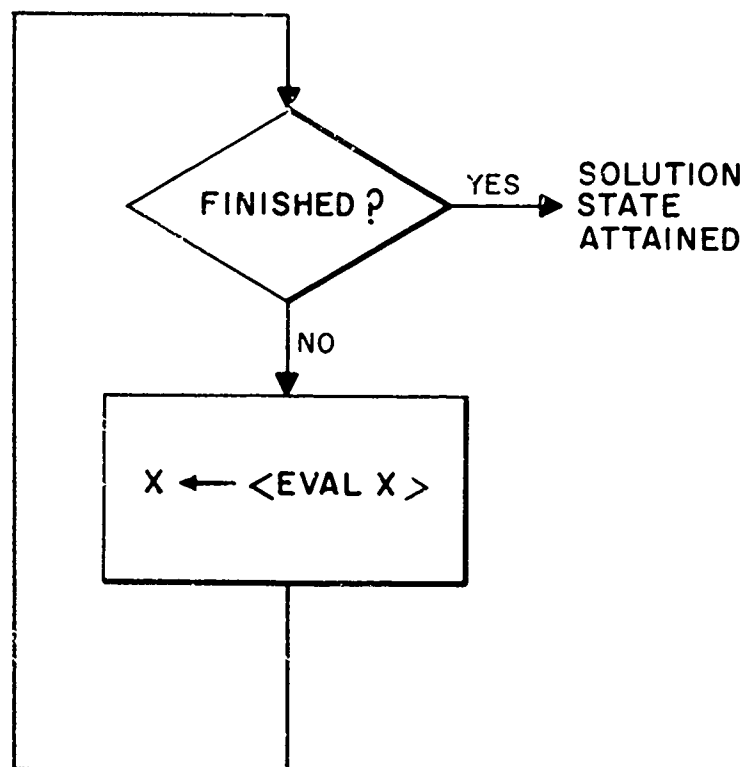 FINISHED?
YES
SOLUTION
STATE
ATTAINED
NO
X ← <EVAL X>